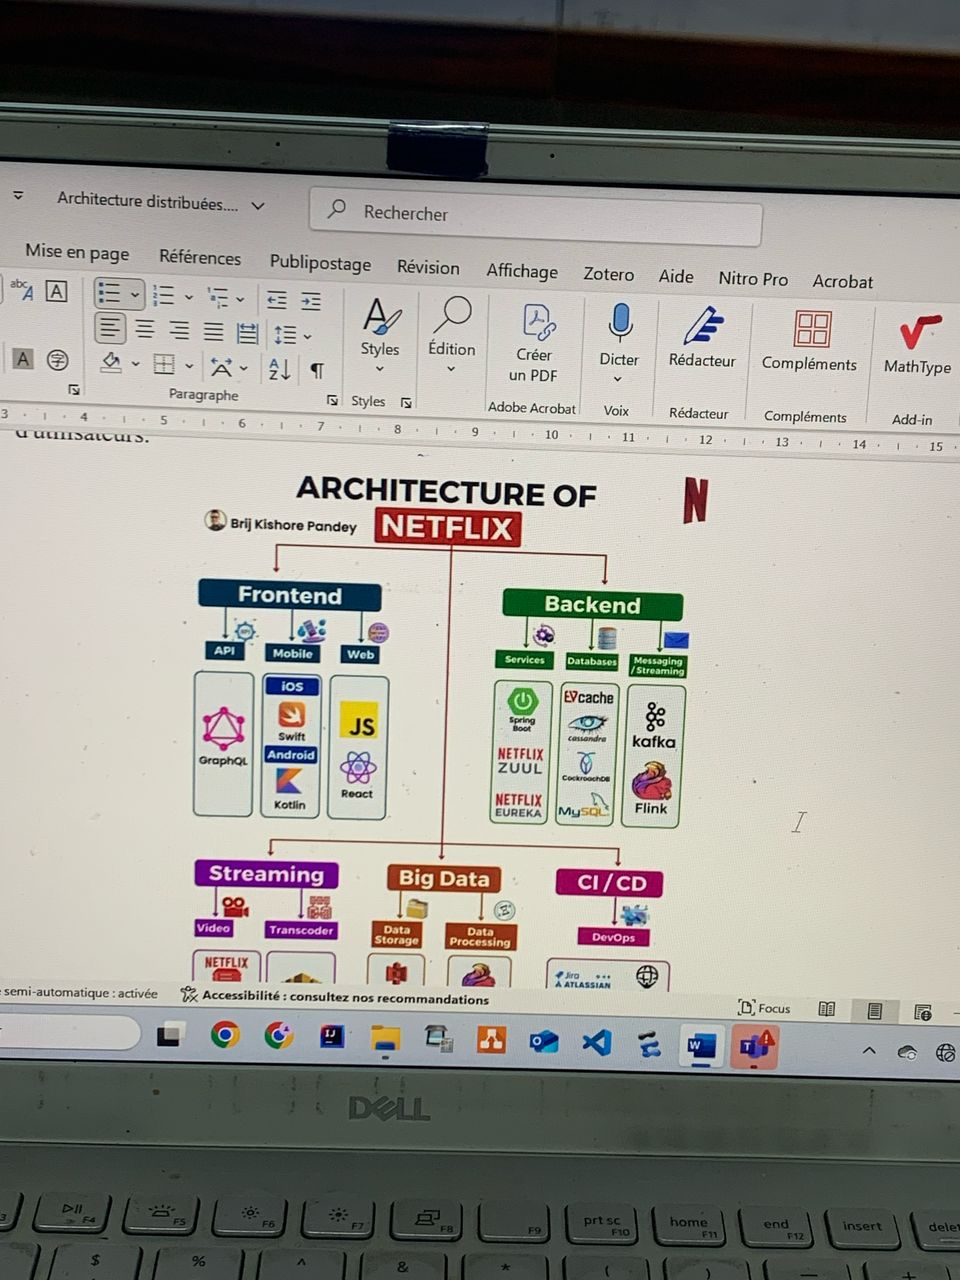 Architecture distribuées....
Rechercher
Mise en page Références Publipostage Révision Affichage Zotero Aide Nitro Pro Acrobat
Styles
Édition
Créer
un PDF
Dicter
Rédacteur
Compléments
MathType
Paragraphe
Styles
Adobe Acrobat
Voix
Rédacteur
Compléments
Add-in
3 4 5 6 7 8 9 10 11 12 13 14 15
d'utilisateurs.
ARCHITECTURE OF
NETFLIX
N
Brij Kishore Pandey
Frontend
API
Mobile
Web
GraphQL
iOS
Swift
Android
Kotlin
JS
React
Backend
Services
Databases
Messaging
/Streaming
Spring
Boot
NETFLIX
ZUUL
NETFLIX
EUREKA
EVcache
cassandra
CockroachDB
MySQL
kafka
Flink
Streaming
Video
Transcoder
NETFLIX
Big Data
Data
Storage
Data
Processing
CI/CD
DevOps
Jira
ATLASSIAN
semi-automatique : activée
Accessibilité : consultez nos recommandations
Focus
DELL
F4 F5 F6 F7 F8 F9
prt sc
F10
home
F11
end
F12
insert
$ % ^ & * (